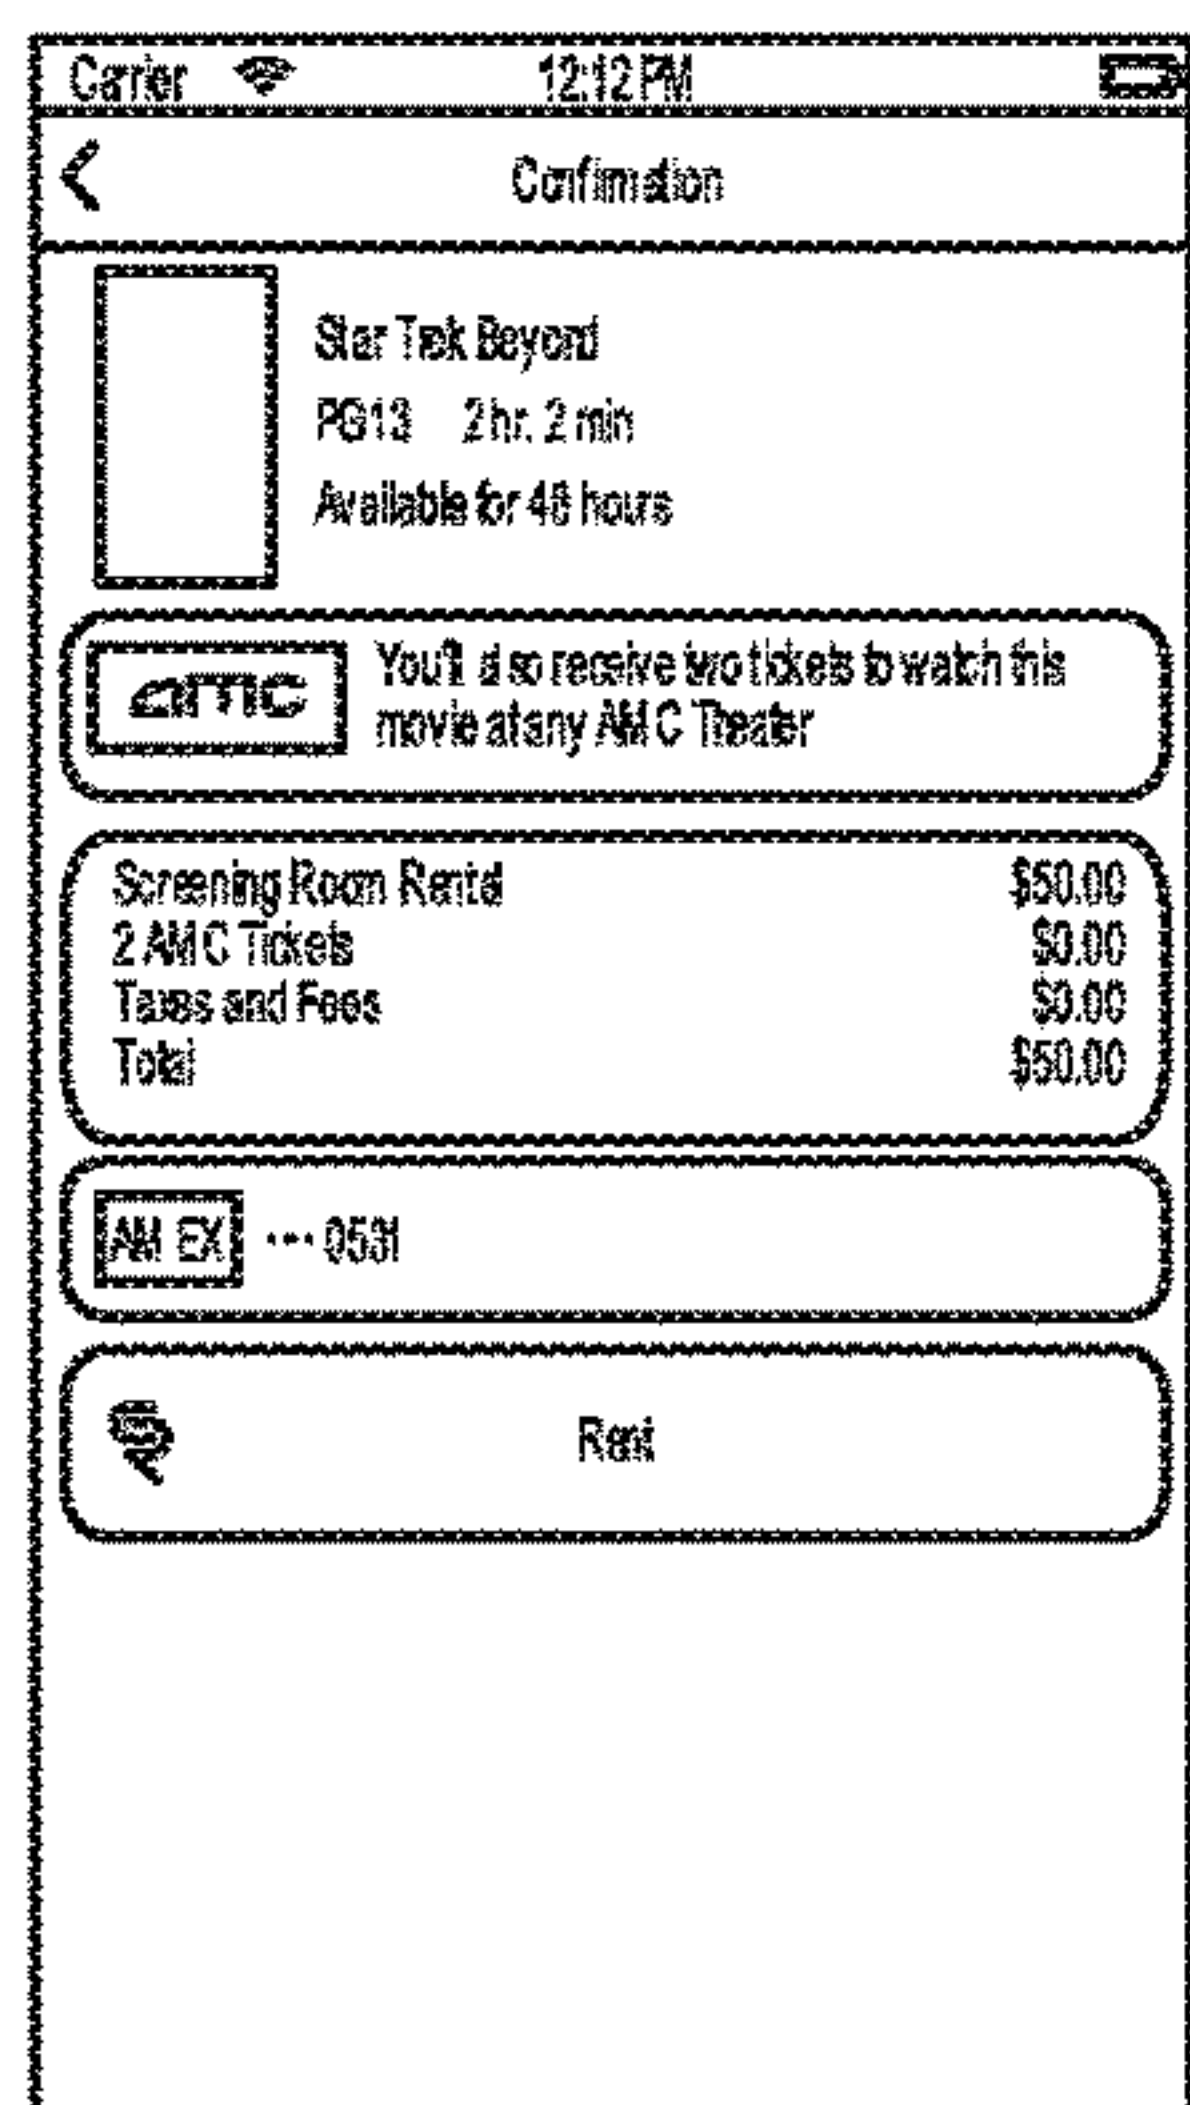 Carrier 12:12 PM
Confirmation
Star Trek Beyond
PG13 2 hr. 2 min
Available for 48 hours
amc
You'll also receive two tickets to watch this
movie at any AMC Theater
Screening Room Rental $50.00
2 AMC Tickets $0.00
Taxes and Fees $0.00
Total $50.00
AMEX ••• 0531
Rent